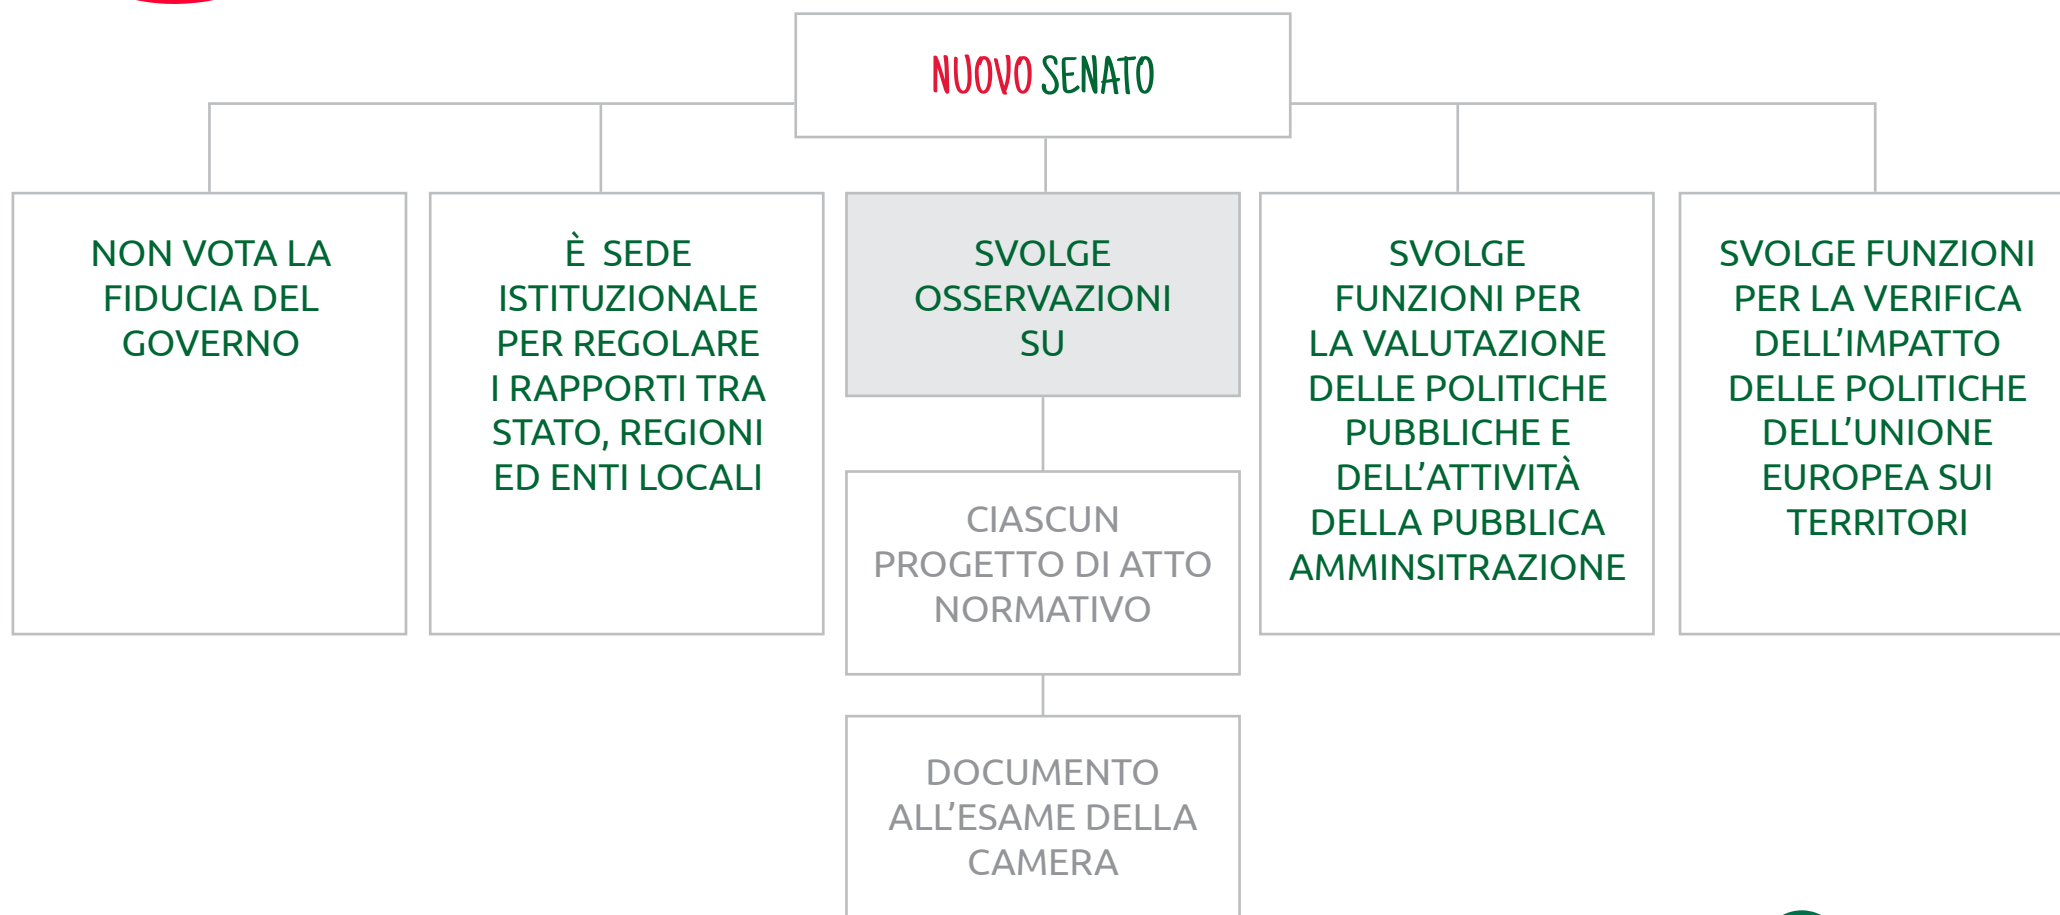 NUOVO SENATO
NON VOTA LA
FIDUCIA DEL
GOVERNO
È SEDE
ISTITUZIONALE
PER REGOLARE
I RAPPORTI TRA
STATO, REGIONI
ED ENTI LOCALI
SVOLGE
OSSERVAZIONI
SU
CIASCUN
PROGETTO DI ATTO
NORMATIVO
DOCUMENTO
ALL’ESAME DELLA
CAMERA
SVOLGE
FUNZIONI PER
LA VALUTAZIONE
DELLE POLITICHE
PUBBLICHE E
DELL’ATTIVITÀ
DELLA PUBBLICA
AMMINSITRAZIONE
SVOLGE FUNZIONI
PER LA VERIFICA
DELL’IMPATTO
DELLE POLITICHE
DELL’UNIONE
EUROPEA SUI
TERRITORI